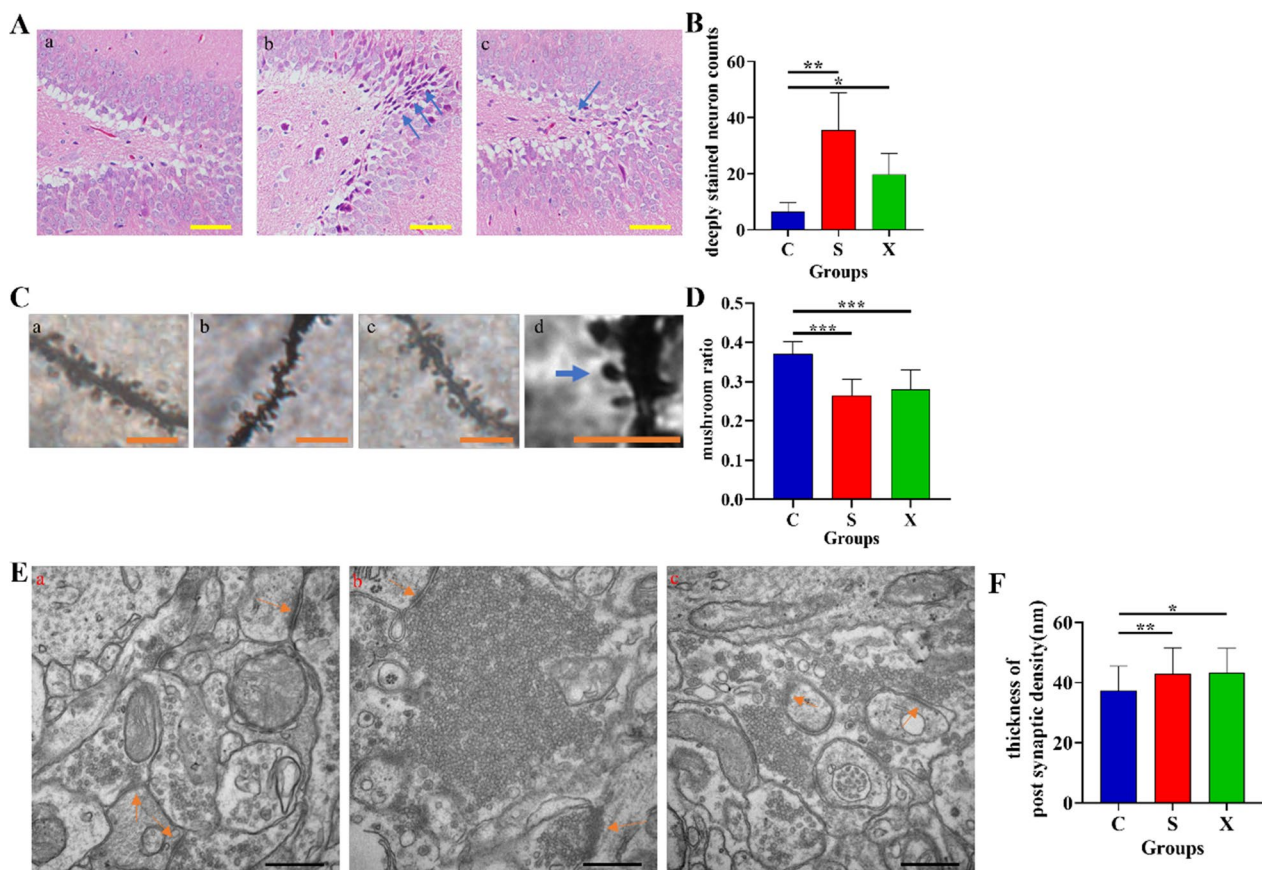 A
a
b
c
B
deeply stained neuron counts
60
40
20
0
**
*
C
S
X
Groups
C
a
b
c
d
D
mushroom ratio
0.5
0.4
0.3
0.2
0.1
0.0
***
***
C
S
X
Groups
E
a
b
c
F
thickness of
post synaptic density(nm)
60
40
20
0
*
**
C
S
X
Groups